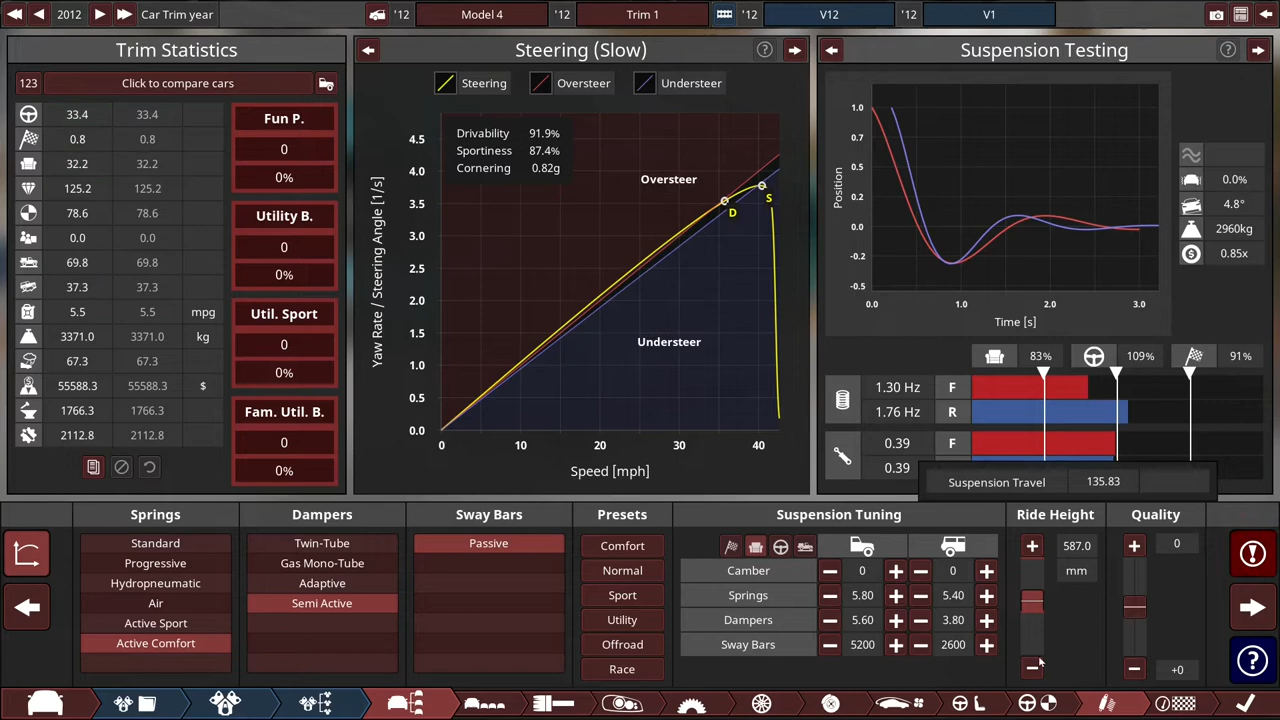 2012 Car Trim year '12 Model 4 '12 Trim 1 '12 V12 '12 V1
Trim Statistics
123 Click to compare cars
33.4 33.4
0.8 0.8
32.2 32.2
125.2 125.2
78.6 78.6
0.0 0.0
69.8 69.8
37.3 37.3
5.5 5.5 mpg
3371.0 3371.0 kg
67.3 67.3
55588.3 55588.3 $
1766.3 1766.3
2112.8 2112.8
Fun P.
0
0%
Utility B.
0
0%
Util. Sport
0
0%
Fam. Util. B.
0
0%
Steering (Slow) ?
Steering Oversteer Understeer
Drivability 91.9%
Sportiness 87.4%
Cornering 0.82g
Oversteer
Understeer
D
S
Yaw Rate / Steering Angle [1/s]
4.5
4.0
3.5
3.0
2.5
2.0
1.5
1.0
0.5
0.0
0 10 20 30 40
Speed [mph]
Suspension Testing ?
Position
1.0
0.7
0.5
0.2
0.0
-0.2
-0.5
0.0 1.0 2.0 3.0
Time [s]
0.0%
4.8°
2960kg
0.85x
83% 109% 91%
1.30 Hz F
1.76 Hz R
0.39 F
0.39
Suspension Travel 135.83
Springs
Standard
Progressive
Hydropneumatic
Air
Active Sport
Active Comfort
Dampers
Twin-Tube
Gas Mono-Tube
Adaptive
Semi Active
Sway Bars
Passive
Presets
Comfort
Normal
Sport
Utility
Offroad
Race
Suspension Tuning
Camber − 0 + − 0 +
Springs − 5.80 + − 5.40 +
Dampers − 5.60 + − 3.80 +
Sway Bars − 5200 + − 2600 +
Ride Height
+ 587.0
mm
−
Quality
+ 0
− +0
!
?